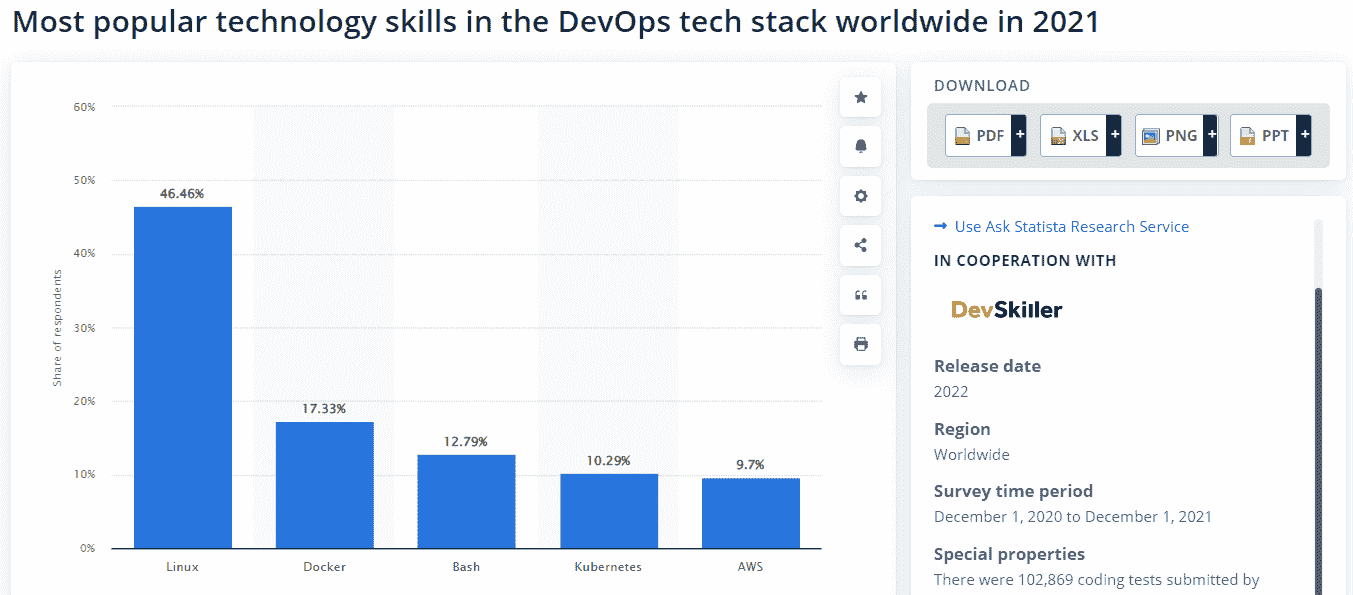 Most popular technology skills in the DevOps tech stack worldwide in 2021
60%
50%
40%
30%
20%
10%
0%
Share of respondents
46.46%
17.33%
12.79%
10.29%
9.7%
Linux
Docker
Bash
Kubernetes
AWS
DOWNLOAD
PDF +
XLS +
PNG +
PPT +
→ Use Ask Statista Research Service
IN COOPERATION WITH
DevSkiller
Release date
2022
Region
Worldwide
Survey time period
December 1, 2020 to December 1, 2021
Special properties
There were 102,869 coding tests submitted by